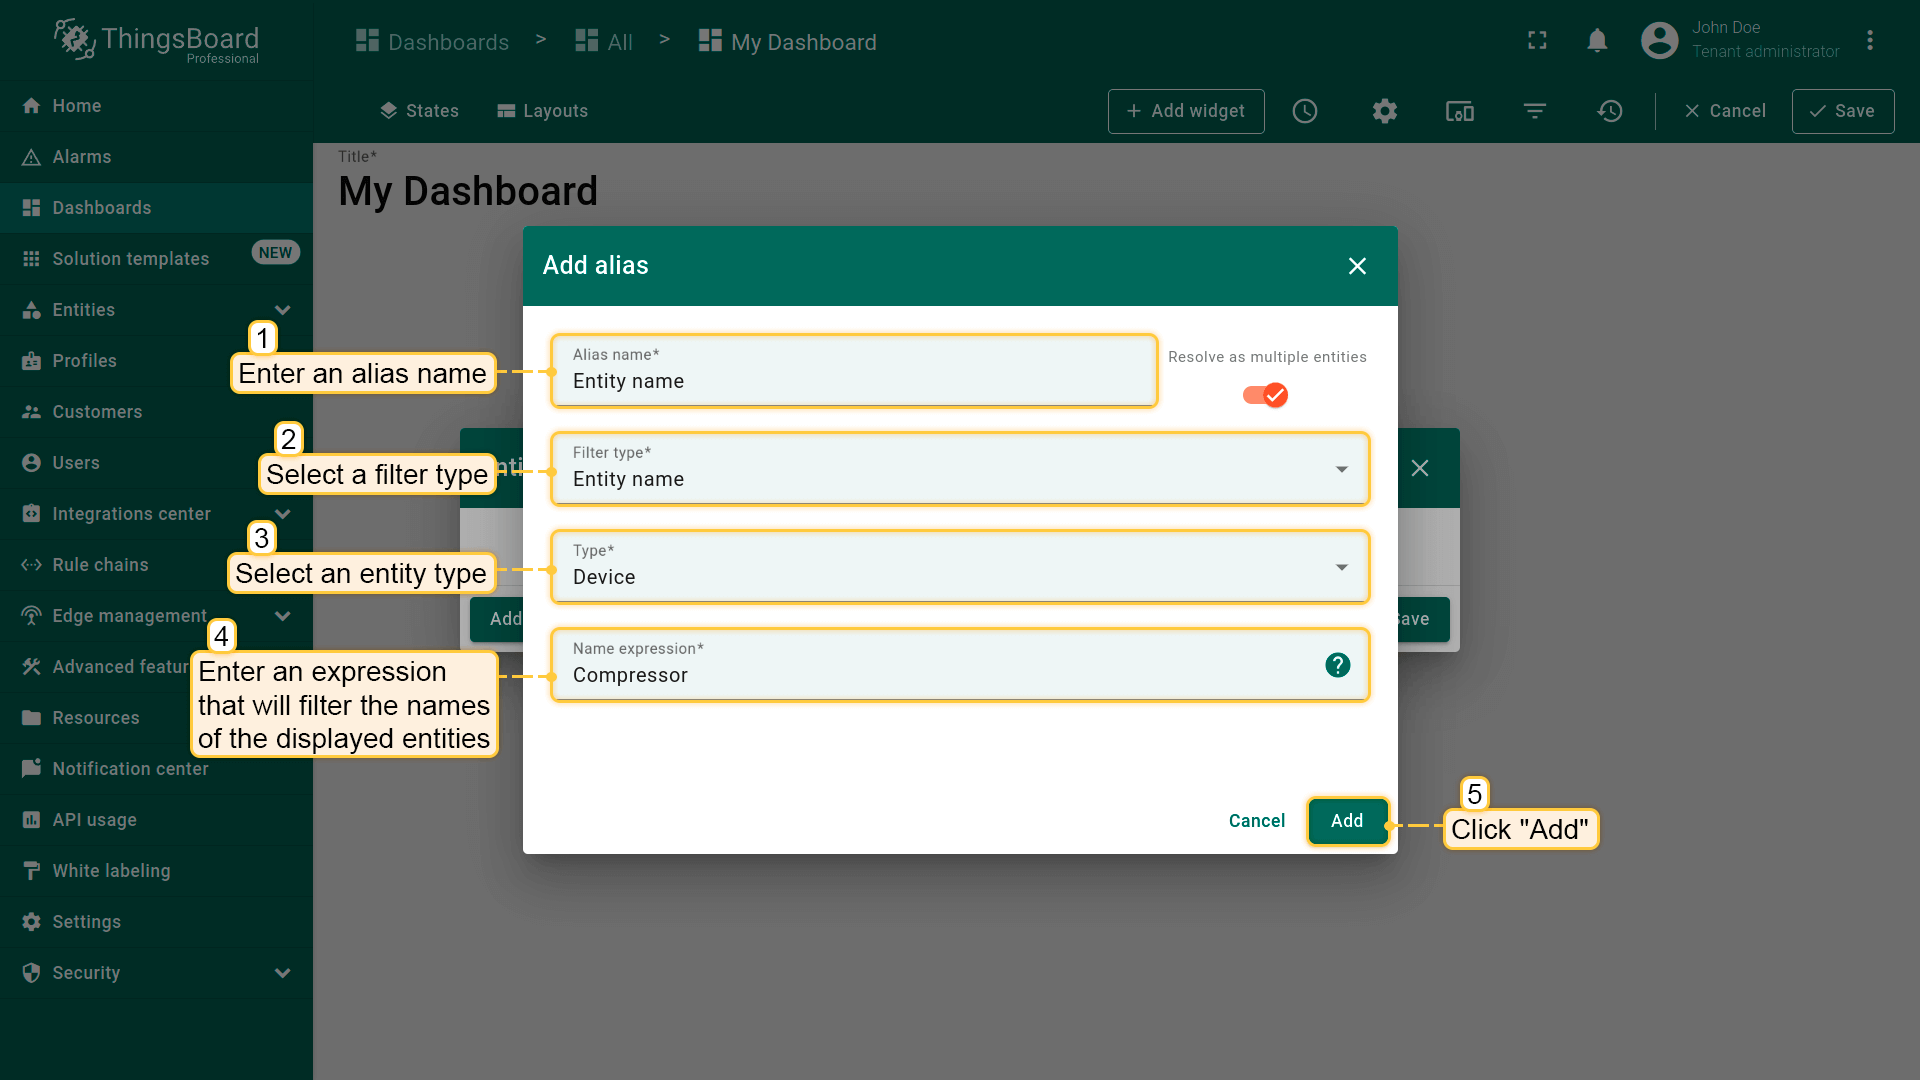 ThingsBoard
Professional
Dashboards > All > My Dashboard
John Doe
Tenant administrator
States
Layouts
+ Add widget
Cancel
Save
Home
Alarms
Dashboards
Solution templates
NEW
Entities
Profiles
Customers
Users
Integrations center
Rule chains
Edge management
Advanced featur
Resources
Notification center
API usage
White labeling
Settings
Security
Title*
My Dashboard
Add alias
1
Enter an alias name
Alias name*
Entity name
Resolve as multiple entities
2
Select a filter type
Filter type*
Entity name
3
Select an entity type
Type*
Device
4
Enter an expression
that will filter the names
of the displayed entities
Name expression*
Compressor
?
Add
ave
Cancel
Add
5
Click "Add"